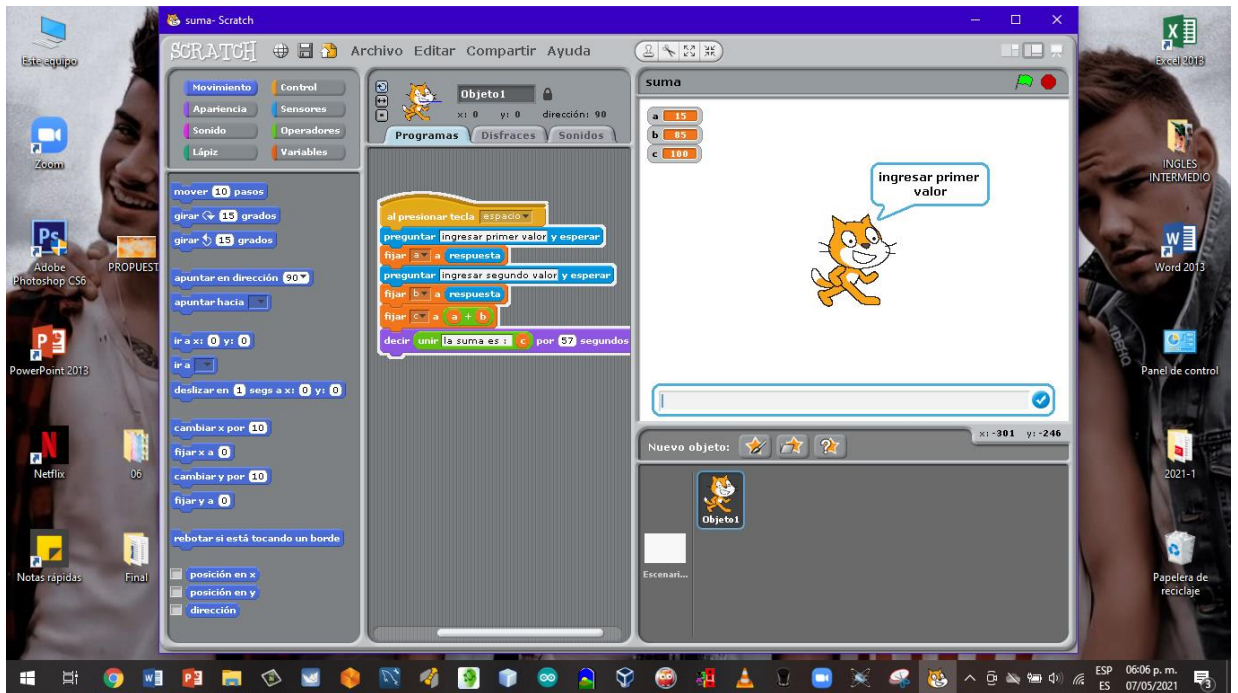 suma- Scratch
SCRATCH Archivo Editar Compartir Ayuda
Movimiento Control
Apariencia Sensores
Sonido Operadores
Lápiz Variables
mover 10 pasos
girar 15 grados
girar 15 grados
apuntar en dirección 90
apuntar hacia
ir a x: 0 y: 0
ir a
deslizar en 1 segs a x: 0 y: 0
cambiar x por 10
fijar x a 0
cambiar y por 10
fijar y a 0
rebotar si está tocando un borde
posición en x
posición en y
dirección
Objeto1
x: 0 y: 0 dirección: 90
Programas Disfraces Sonidos
al presionar tecla espacio
preguntar ingresar primer valor y esperar
fijar a a respuesta
preguntar ingresar segundo valor y esperar
fijar b a respuesta
fijar c a a + b
decir unir la suma es : c por 57 segundos
suma
a 15
b 85
c 100
ingresar primer
valor
x: -301 y: -246
Nuevo objeto:
Objeto1
Escenari...
Este equipo
Zoom
Adobe
Photoshop CS6
PROPUEST
PowerPoint 2013
Netflix
06
Notas rápidas
Final
Excel 2013
INGLES
INTERMEDIO
Word 2013
Panel de control
2021-1
Papelera de
reciclaje
ESP
ES
06:06 p. m.
07/05/2021
3